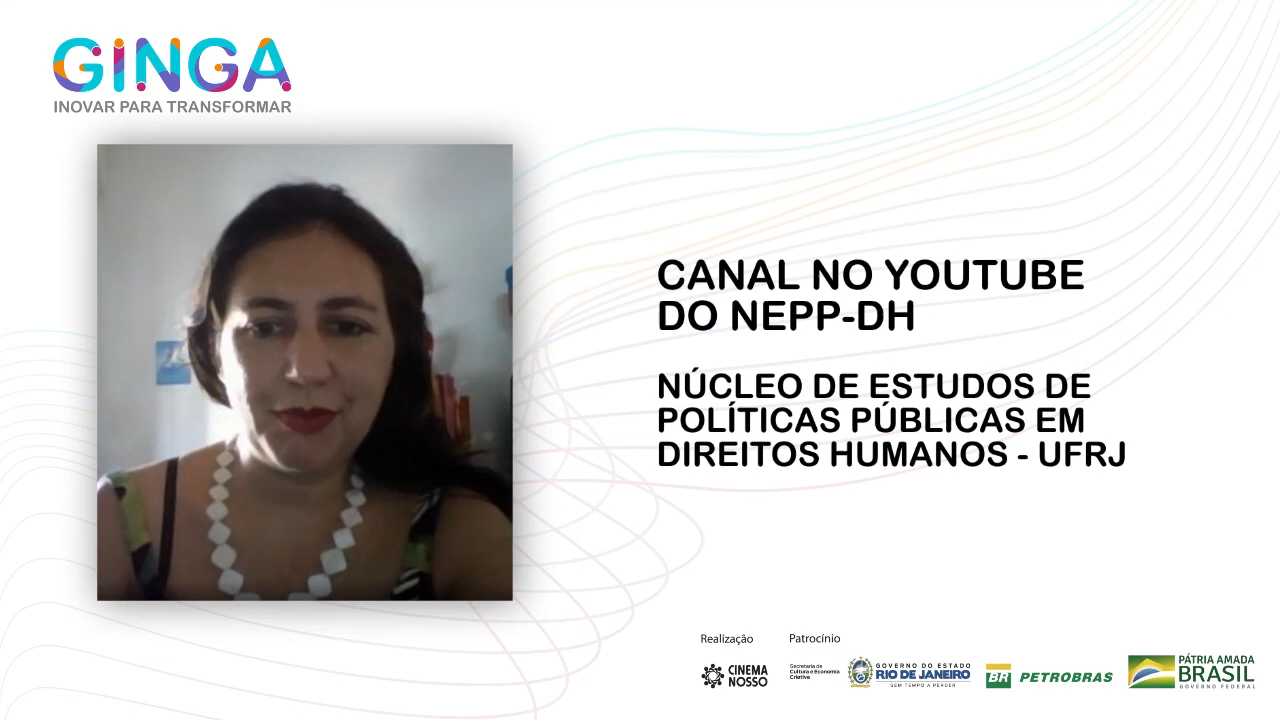 GINGA
INOVAR PARA TRANSFORMAR
CANAL NO YOUTUBE
DO NEPP-DH
NÚCLEO DE ESTUDOS DE
POLÍTICAS PÚBLICAS EM
DIREITOS HUMANOS - UFRJ
Realização
Patrocínio
CINEMA
NOSSO
Secretaria de
Cultura e Economia
Criativa
GOVERNO DO ESTADO
RIO DE JANEIRO
SEM TEMPO A PERDER
BR PETROBRAS
PÁTRIA AMADA
BRASIL
GOVERNO FEDERAL